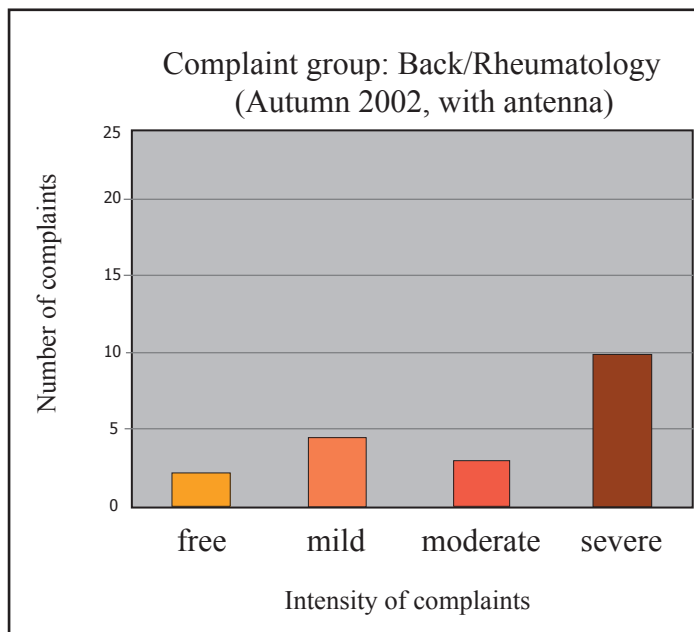 Complaint group: Back/Rheumatology
(Autumn 2002, with antenna)
Number of complaints
25
20
15
10
5
0
free mild moderate severe
Intensity of complaints